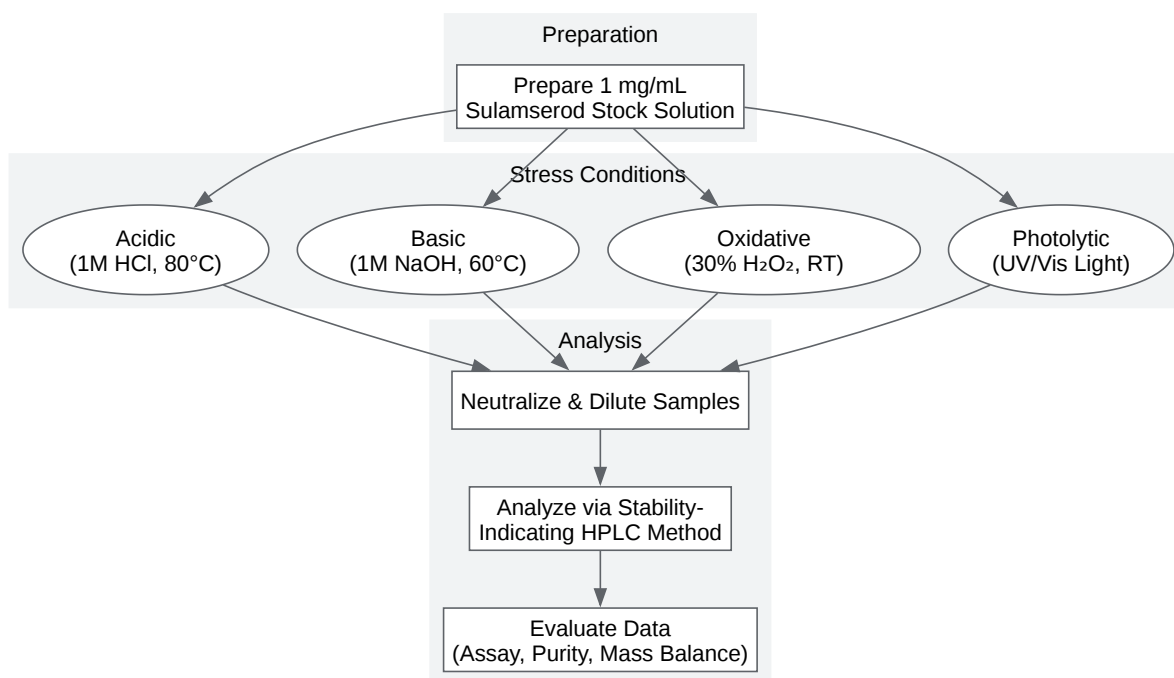 Preparation
Prepare 1 mg/mL
Sulamserod Stock Solution
Stress Conditions
Acidic
(1M HCl, 80°C)
Basic
(1M NaOH, 60°C)
Oxidative
(30% H₂O₂, RT)
Photolytic
(UV/Vis Light)
Analysis
Neutralize & Dilute Samples
Analyze via Stability-
Indicating HPLC Method
Evaluate Data
(Assay, Purity, Mass Balance)